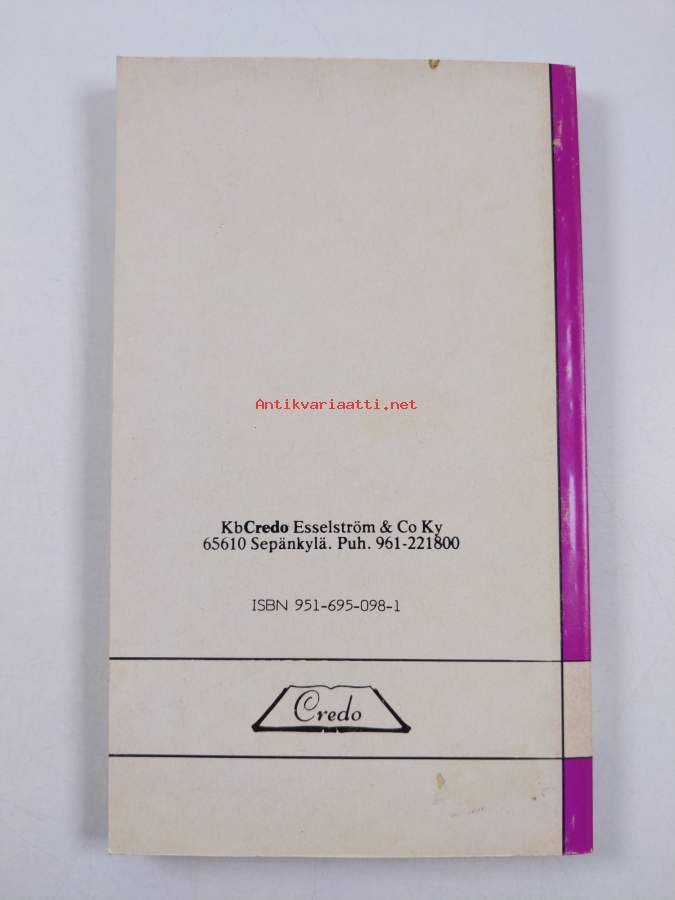 Antikvariaatti.net
KbCredo Esselström & Co Ky
65610 Sepänkylä. Puh. 961-221800
ISBN 951-695-098-1
Credo